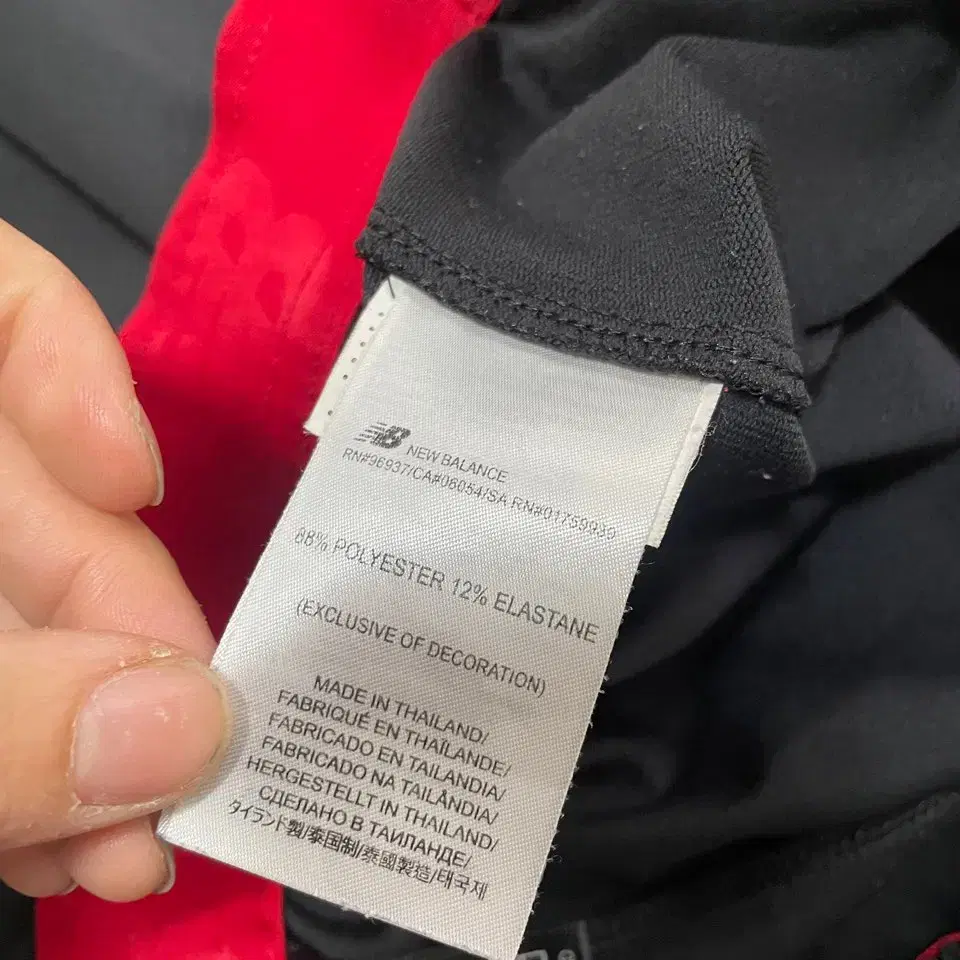 NB NEW BALANCE
RN#96937/CA#06054/SA RN#01759939
88% POLYESTER 12% ELASTANE
(EXCLUSIVE OF DECORATION)
MADE IN THAILAND/
FABRIQUÉ EN THAÏLANDE/
FABRICADO EN TAILANDIA/
FABRICADO NA TAILÂNDIA/
HERGESTELLT IN THAILAND/
СДЕЛАНО В ТАИЛАНДЕ/
タイランド製/泰国制/泰國製造/태국제